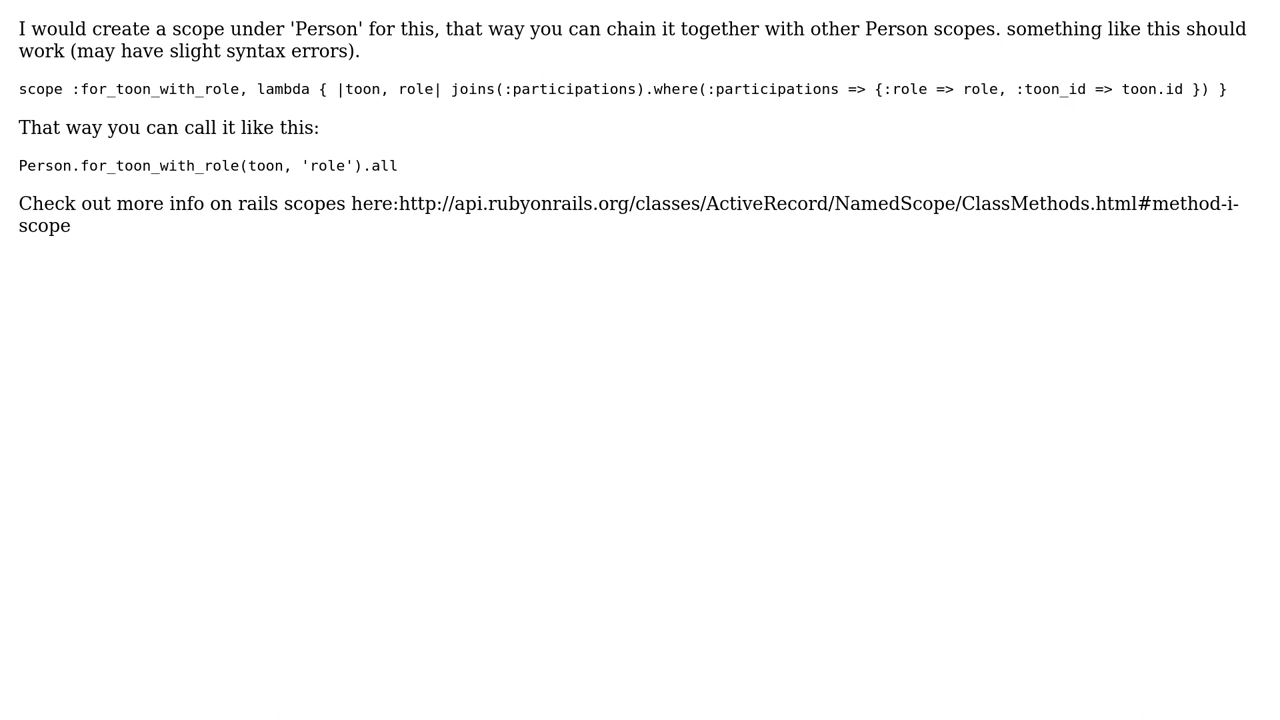 I would create a scope under 'Person' for this, that way you can chain it together with other Person scopes. something like this should
work (may have slight syntax errors).
scope :for_toon_with_role, lambda { |toon, role| joins(:participations).where(:participations => {:role => role, :toon_id => toon.id }) }
That way you can call it like this:
Person.for_toon_with_role(toon, 'role').all
Check out more info on rails scopes here:http://api.rubyonrails.org/classes/ActiveRecord/NamedScope/ClassMethods.html#method-i-
scope